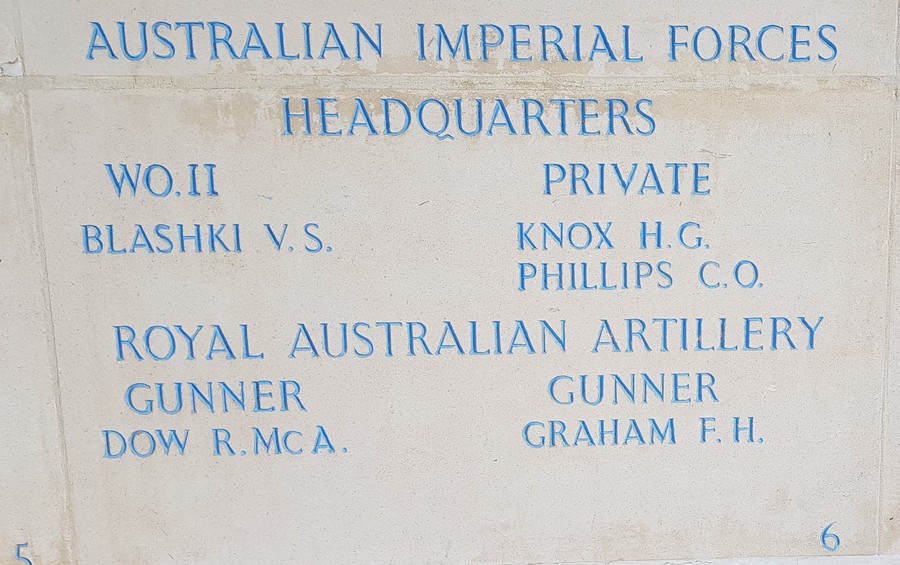 AUSTRALIAN IMPERIAL FORCES
HEADQUARTERS
WO.II PRIVATE
BLASHKI V.S. KNOX H.G.
PHILLIPS C.O.
ROYAL AUSTRALIAN ARTILLERY
GUNNER GUNNER
DOW R.McA. GRAHAM F.H.
5 6